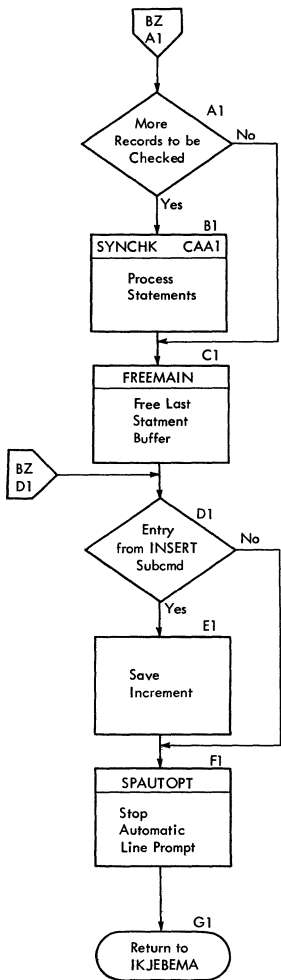 BZ
A1
A1
More
Records to be
Checked
No
Yes
B1
SYNCHK CAA1
Process
Statements
C1
FREEMAIN
Free Last
Statment
Buffer
BZ
D1
D1
Entry
from INSERT
Subcmd
No
Yes
E1
Save
Increment
F1
SPAUTOPT
Stop
Automatic
Line Prompt
G1
Return to
IKJEBEMA